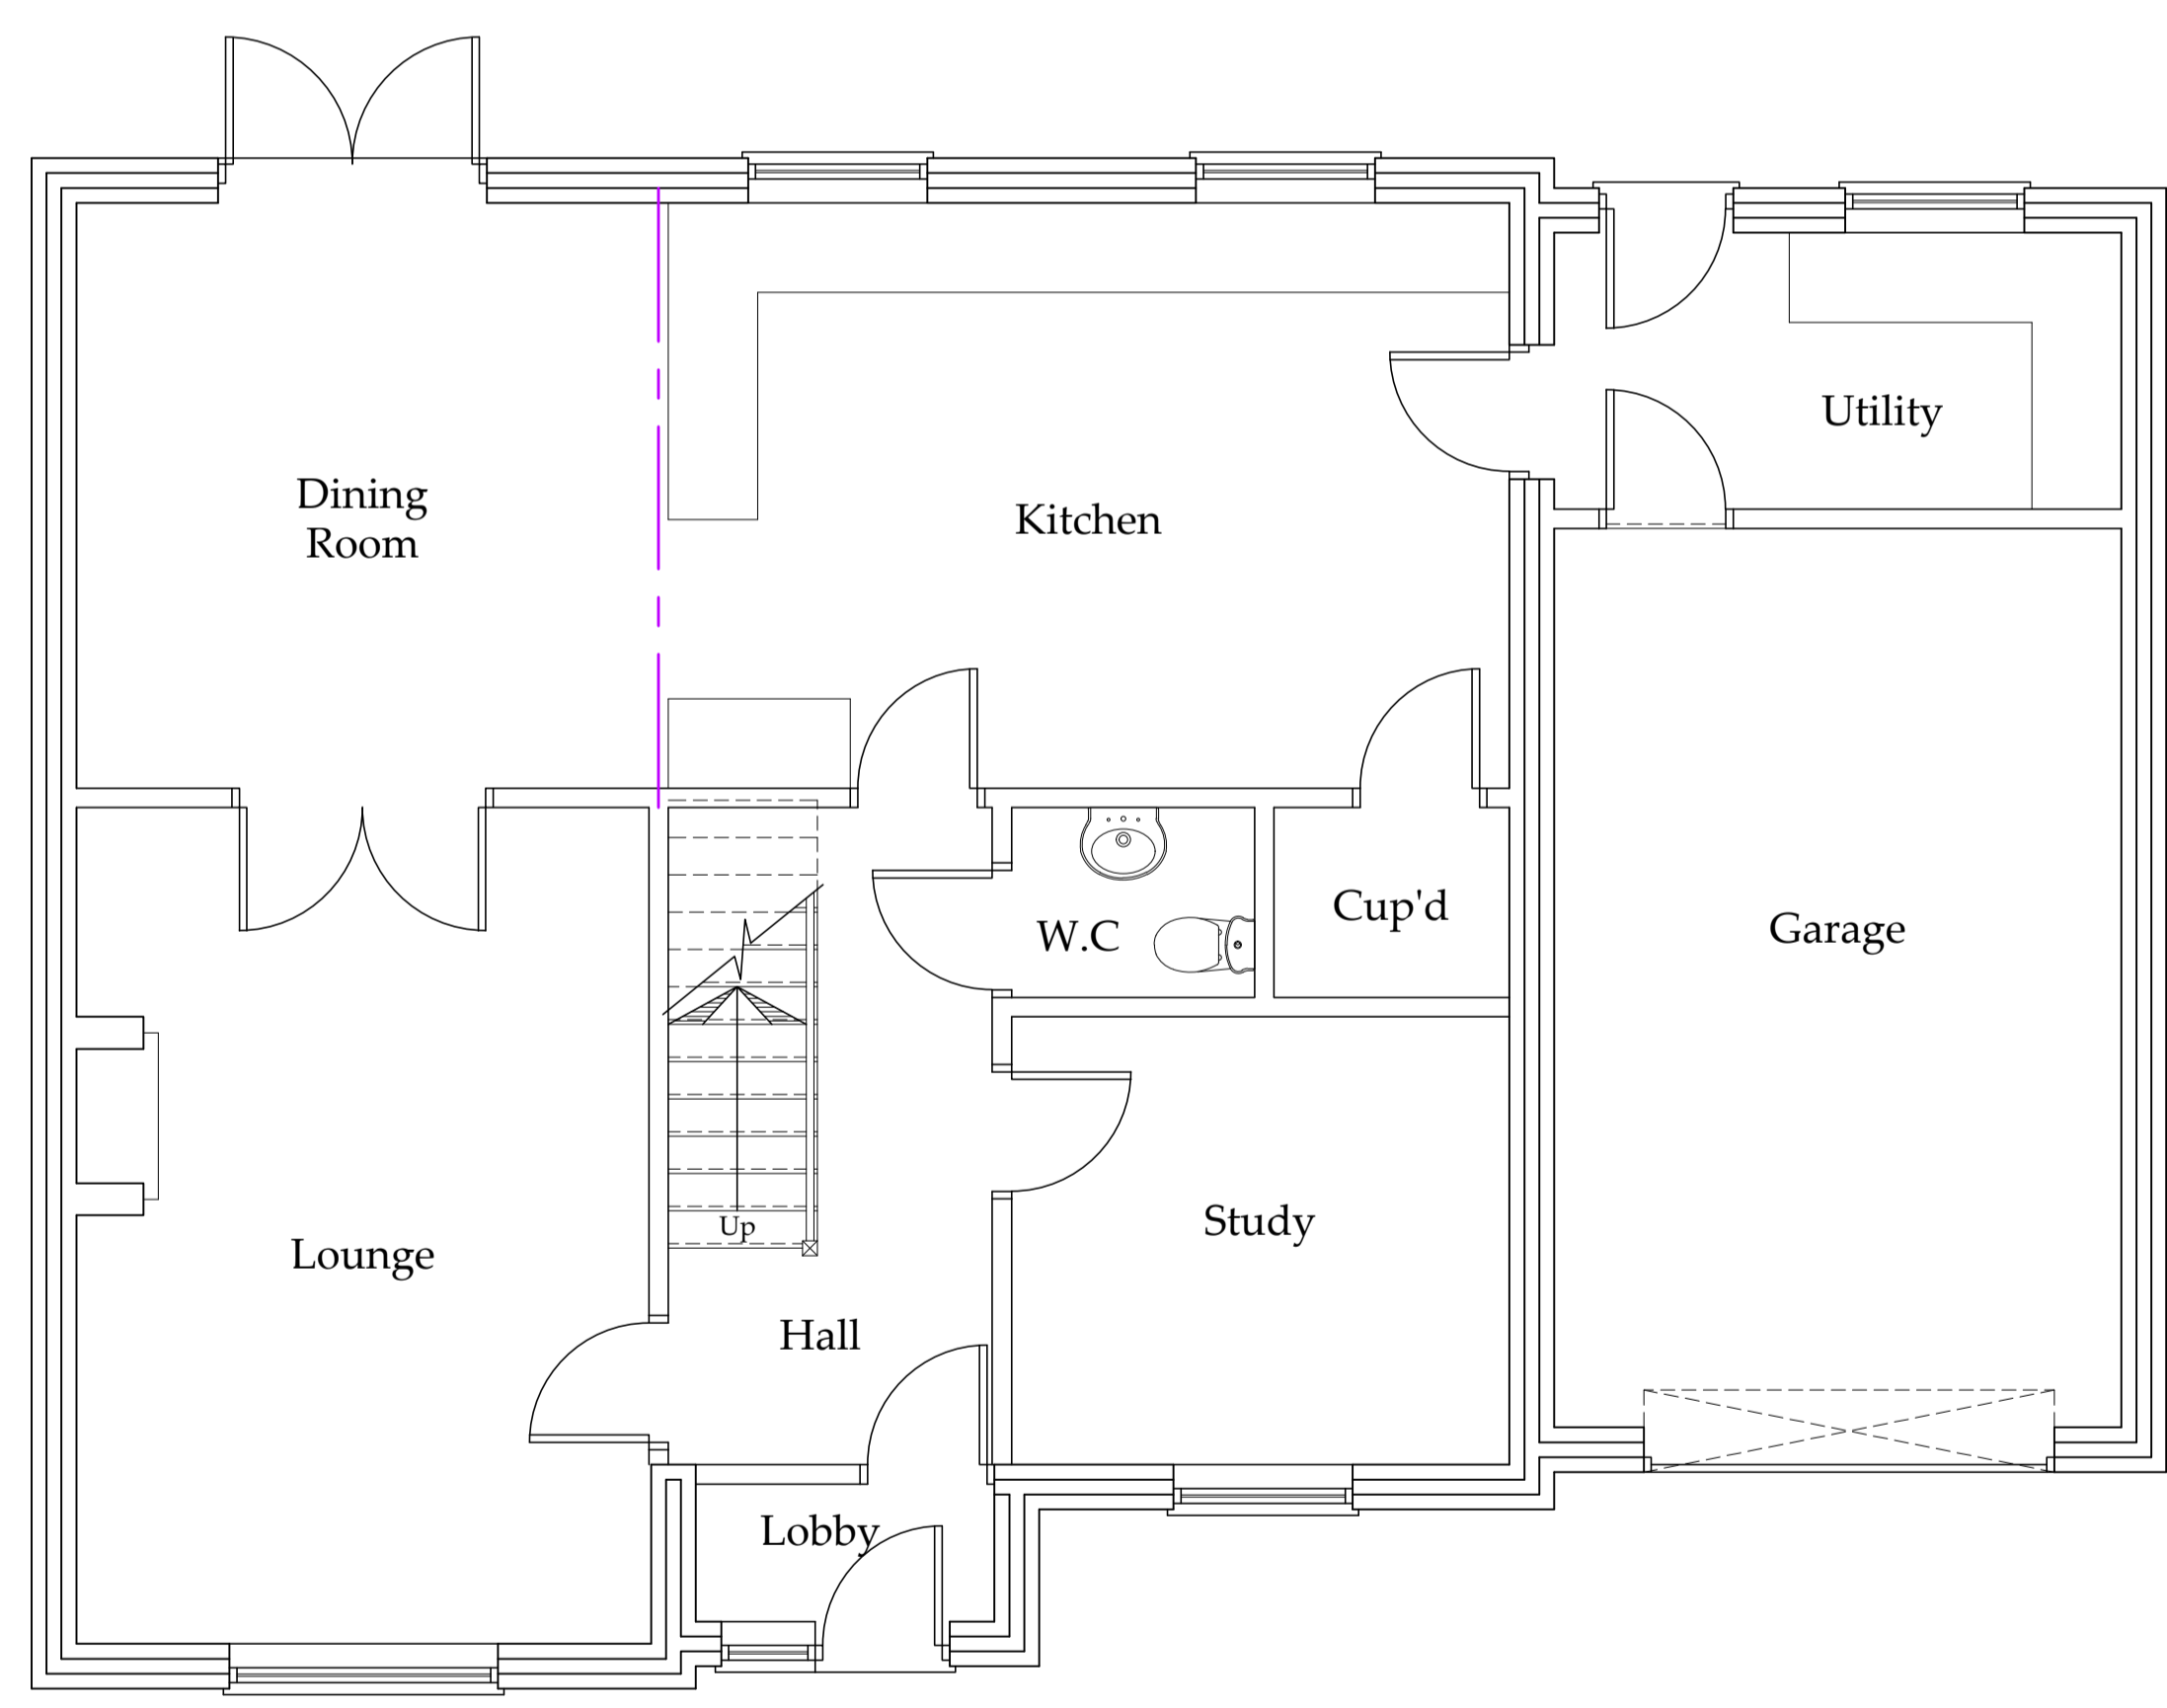 Utility
Dining
Room
Kitchen
W.C
Cup'd
Garage
Up
Study
Lounge
Hall
Lobby